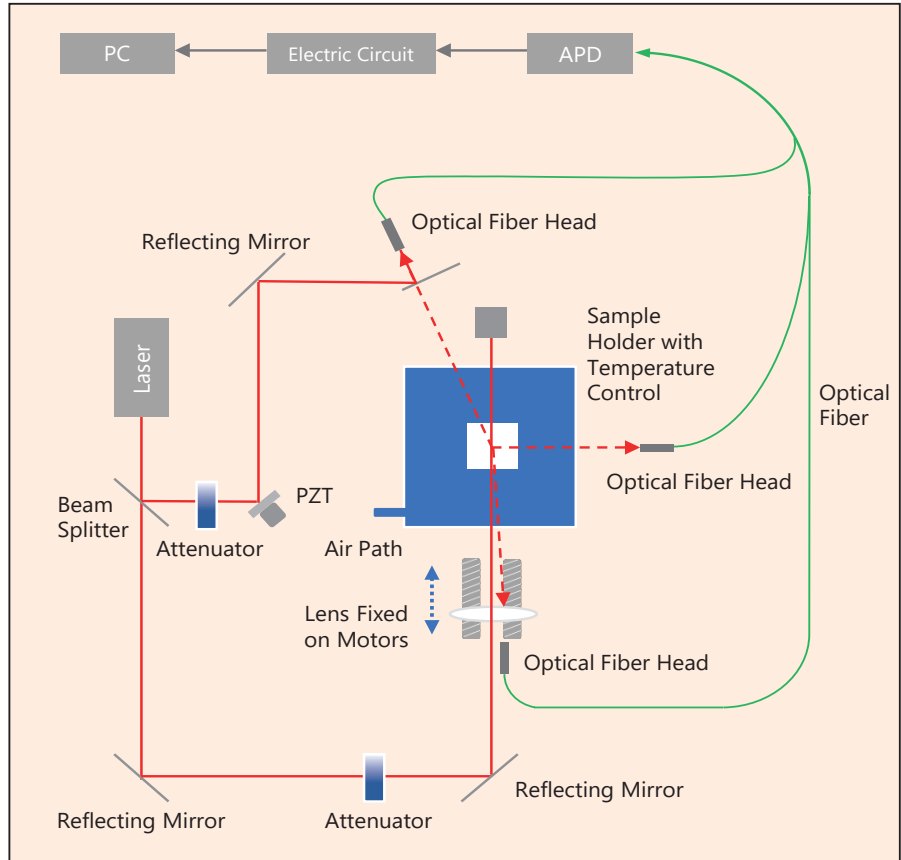 PC
Electric Circuit
APD
Optical Fiber Head
Reflecting Mirror
Laser
Sample
Holder with
Temperature
Control
Optical
Fiber
Optical Fiber Head
Beam
Splitter
PZT
Attenuator
Air Path
Lens Fixed
on Motors
Optical Fiber Head
Reflecting Mirror
Attenuator
Reflecting Mirror